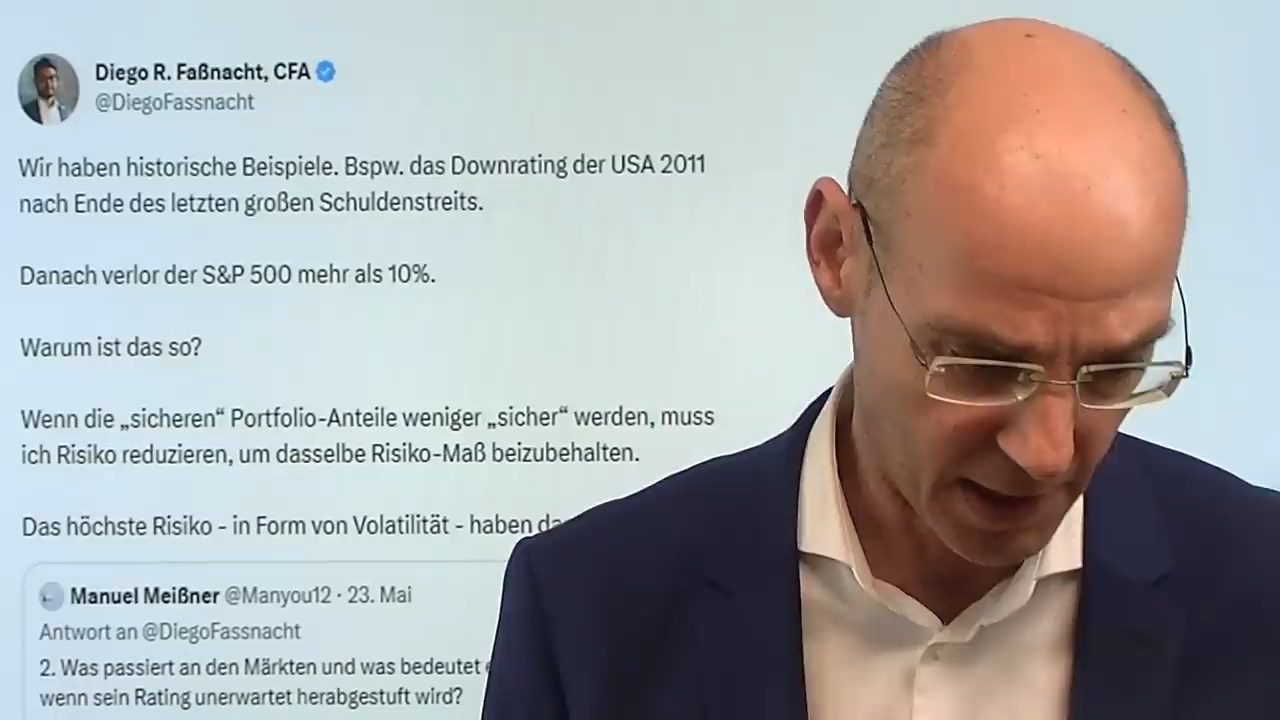 Diego R. Faßnacht, CFA
@DiegoFassnacht
Wir haben historische Beispiele. Bspw. das Downrating der USA 2011
nach Ende des letzten großen Schuldenstreits.
Danach verlor der S&P 500 mehr als 10%.
Warum ist das so?
Wenn die „sicheren“ Portfolio-Anteile weniger „sicher“ werden, muss
ich Risiko reduzieren, um dasselbe Risiko-Maß beizubehalten.
Das höchste Risiko - in Form von Volatilität - haben
Manuel Meißner @Manyou12 · 23. Mai
Antwort an @DiegoFassnacht
2. Was passiert an den Märkten und was bedeutet
wenn sein Rating unerwartet herabgestuft wird?